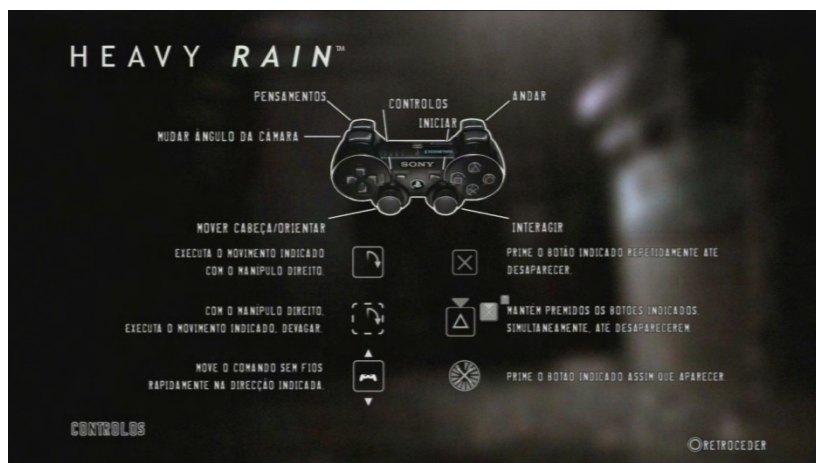 HEAVY RAIN™
PENSAMENTOS
CONTROLOS
ANDAR
INICIAR
MUDAR ÂNGULO DA CÂMARA
SONY
MOVER CABEÇA/ORIENTAR
INTERAGIR
EXECUTA O MOVIMENTO INDICADO
COM O MANÍPULO DIREITO.
PRIME O BOTÃO INDICADO REPETIDAMENTE ATÉ
DESAPARECER.
COM O MANÍPULO DIREITO,
EXECUTA O MOVIMENTO INDICADO, DEVAGAR.
MANTÉM PREMIDOS OS BOTÕES INDICADOS,
SIMULTANEAMENTE, ATÉ DESAPARECEREM.
MOVE O COMANDO SEM FIOS
RAPIDAMENTE NA DIRECÇÃO INDICADA.
PRIME O BOTÃO INDICADO ASSIM QUE APARECER.
CONTROLOS
RETROCEDER